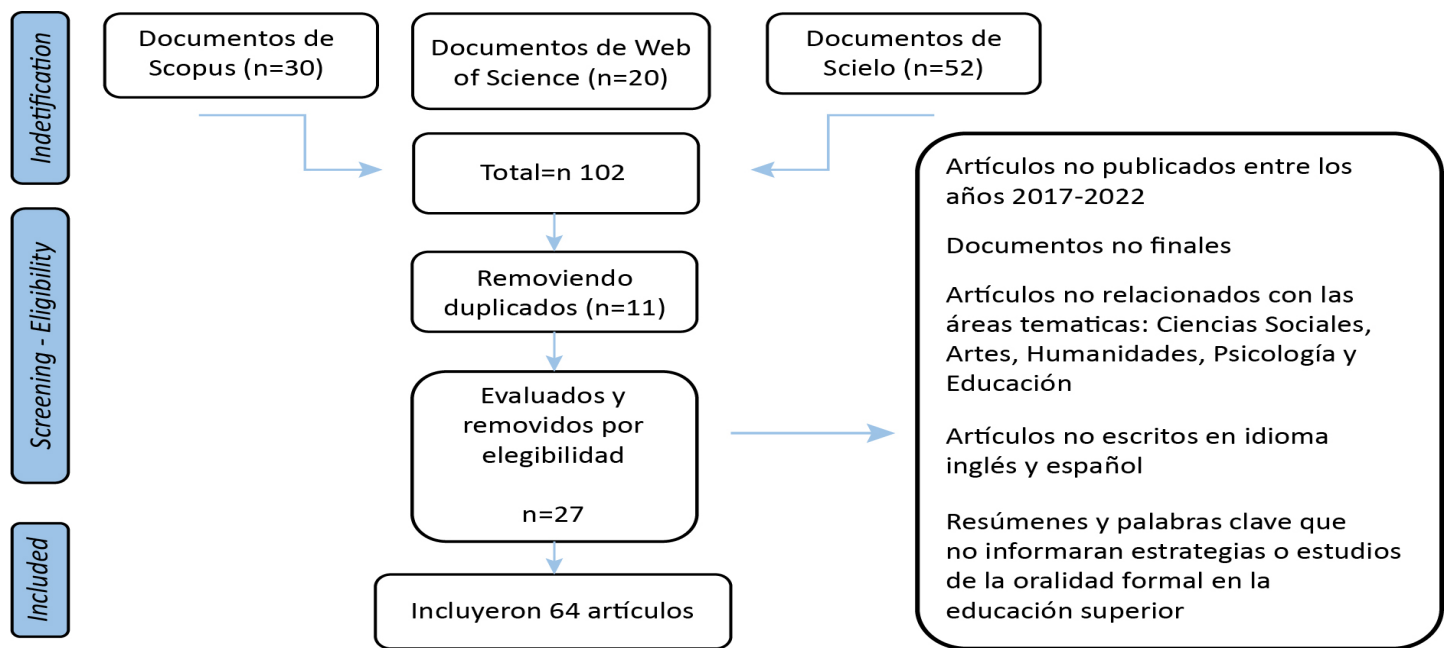 Indetification
Documentos de
Scopus (n=30)
Documentos de Web
of Science (n=20)
Documentos de
Scielo (n=52)
Total=n 102
Screening - Eligibility
Removiendo
duplicados (n=11)
Evaluados y
removidos por
elegibilidad
n=27
Artículos no publicados entre los
años 2017-2022
Documentos no finales
Artículos no relacionados con las
áreas tematicas: Ciencias Sociales,
Artes, Humanidades, Psicología y
Educación
Artículos no escritos en idioma
inglés y español
Resúmenes y palabras clave que
no informaran estrategias o estudios
de la oralidad formal en la
educación superior
Included
Incluyeron 64 artículos